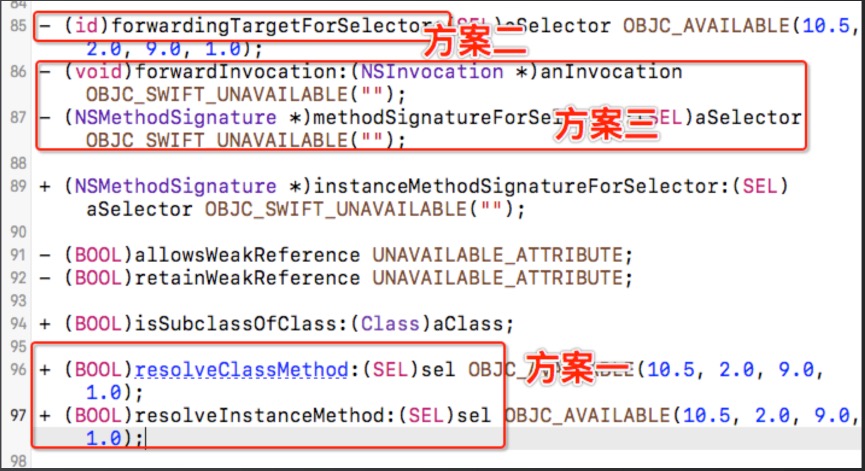 84
85 - (id)forwardingTargetForSelector:(SEL)aSelector OBJC_AVAILABLE(10.5,
2.0, 9.0, 1.0);
方案二
86 - (void)forwardInvocation:(NSInvocation *)anInvocation
OBJC_SWIFT_UNAVAILABLE("");
87 - (NSMethodSignature *)methodSignatureForSelector:(SEL)aSelector
OBJC_SWIFT_UNAVAILABLE("");
方案三
88
89 + (NSMethodSignature *)instanceMethodSignatureForSelector:(SEL)
aSelector OBJC_SWIFT_UNAVAILABLE("");
90
91 - (BOOL)allowsWeakReference UNAVAILABLE_ATTRIBUTE;
92 - (BOOL)retainWeakReference UNAVAILABLE_ATTRIBUTE;
93
94 + (BOOL)isSubclassOfClass:(Class)aClass;
95
96 + (BOOL)resolveClassMethod:(SEL)sel OBJC_AVAILABLE(10.5, 2.0, 9.0,
1.0);
方案一
97 + (BOOL)resolveInstanceMethod:(SEL)sel OBJC_AVAILABLE(10.5, 2.0, 9.0,
1.0);
98